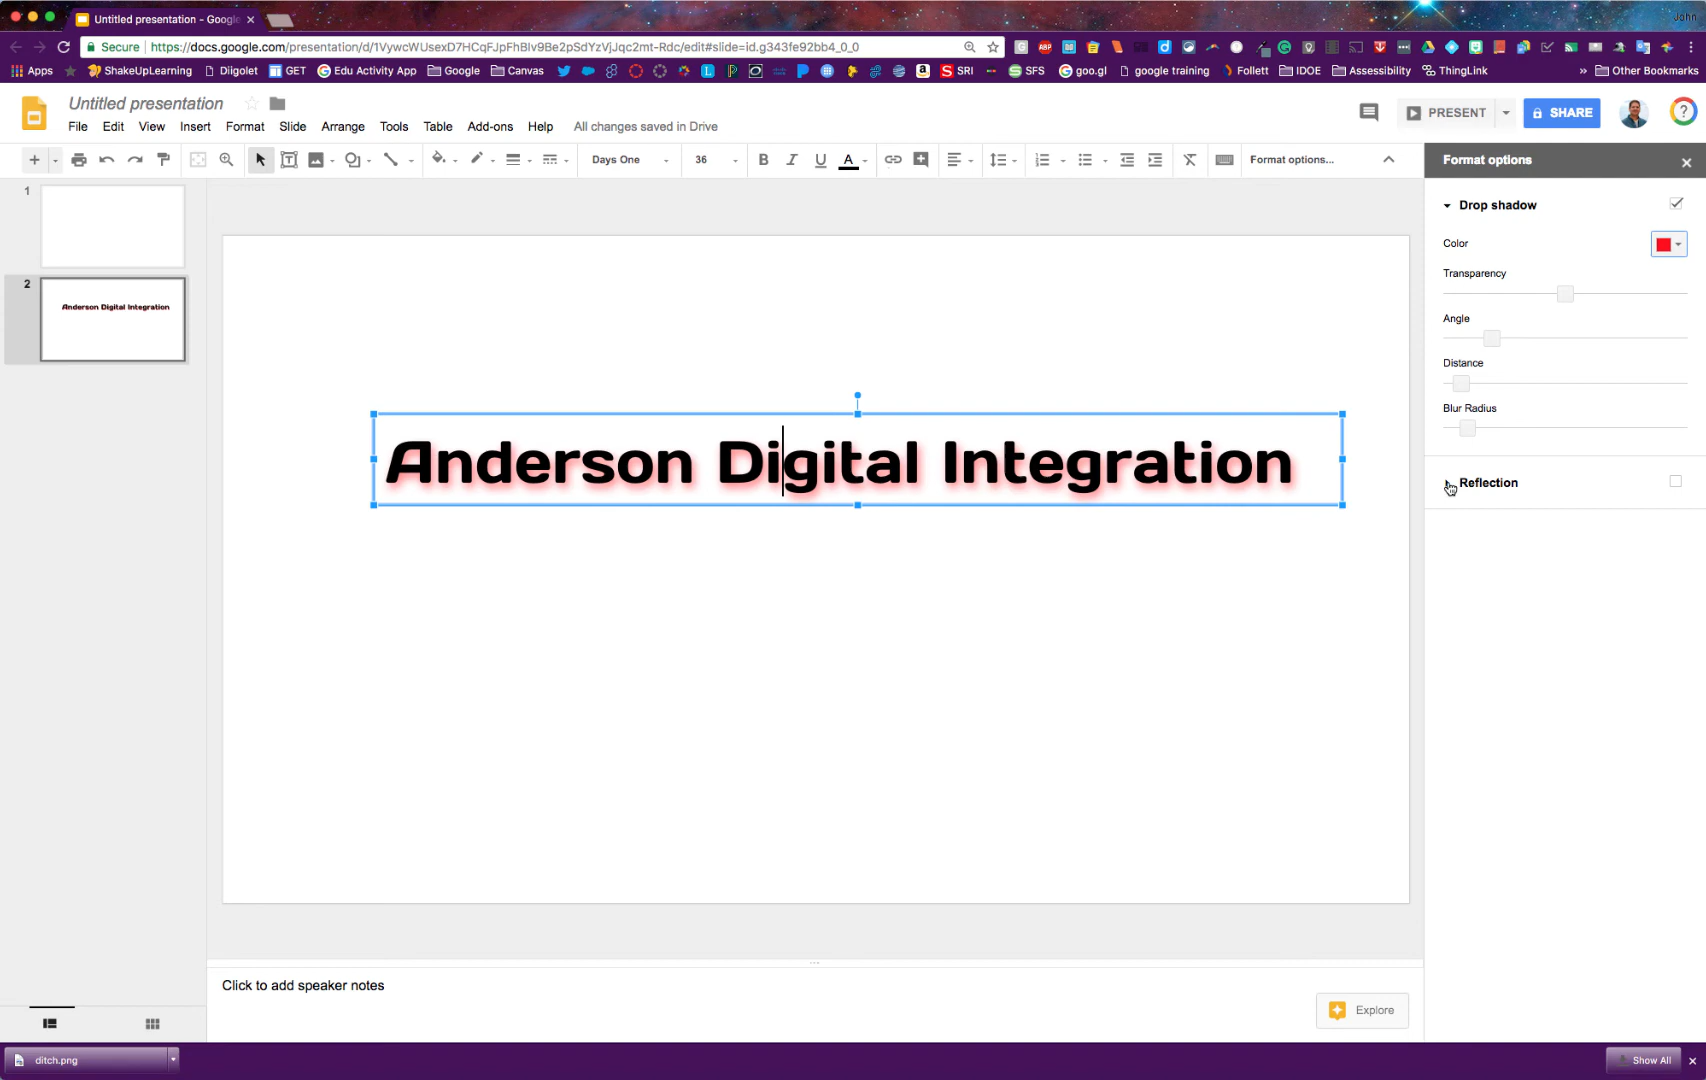 Untitled presentation - Google
John
Secure https://docs.google.com/presentation/d/1VywcWUsexD7HCqFJpFhBlv9Be2pSdYzVjJqc2mt-Rdc/edit#slide=id.g343fe92bb4_0_0
Apps ShakeUpLearning Diigolet GET Edu Activity App Google Canvas SRI SFS goo.gl google training Follett IDOE Assessibility ThingLink » Other Bookmarks
Untitled presentation
PRESENT SHARE
File Edit View Insert Format Slide Arrange Tools Table Add-ons Help All changes saved in Drive
Days One 36 B I U A Format options...
Format options
1
Drop shadow
Color
Transparency
2
Anderson Digital Integration
Angle
Distance
Blur Radius
Anderson Digital Integration
Reflection
Click to add speaker notes
Explore
ditch.png
Show All